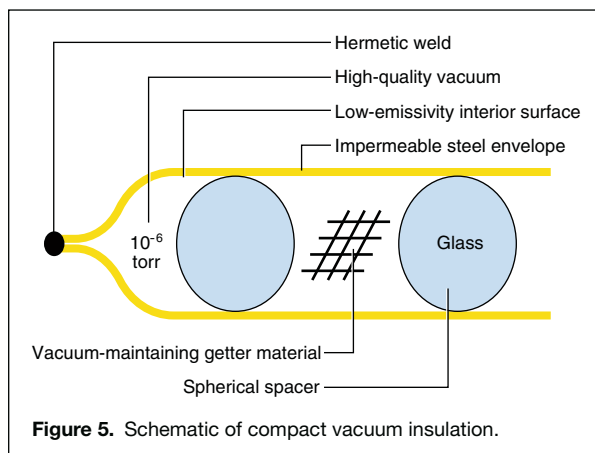 Hermetic weld
High-quality vacuum
Low-emissivity interior surface
Impermeable steel envelope
10⁻⁶
torr
Glass
Vacuum-maintaining getter material
Spherical spacer
Figure 5. Schematic of compact vacuum insulation.